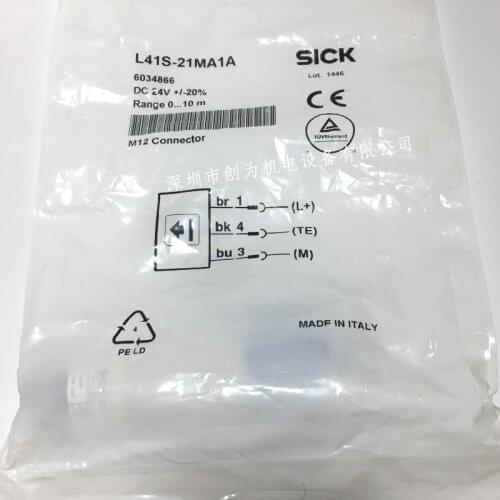 L41S-21MA1A
SICK
6034866
Lot. 1446
DC 24V +/-20%
Range 0...10 m
CE
M12 Connector
TÜVRheinland
深圳市创为机电设备有限公司
br 1 (L+)
bk 4 (TE)
bu 3 (M)
4
PE LD
MADE IN ITALY